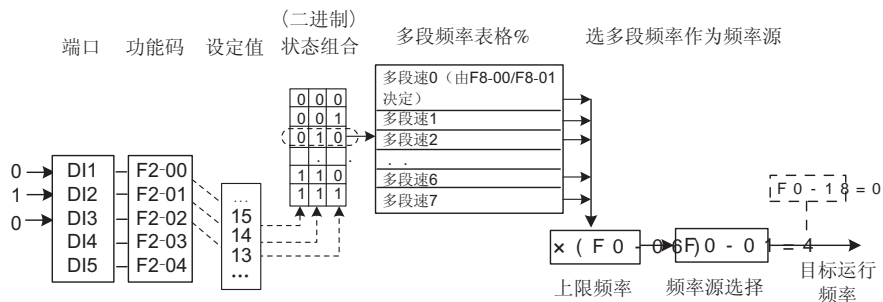 (二进制)
端口 功能码 设定值 状态组合 多段频率表格% 选多段频率作为频率源
0 0 0
0 0 1
0 1 0
. . .
1 1 0
1 1 1
多段速0（由F8-00/F8-01
决定）
多段速1
多段速2
. .
多段速6
多段速7
0 DI1 F2-00
1 DI2 F2-01
0 DI3 F2-02
DI4 F2-03
DI5 F2-04
...
15
14
13
...
F0-18=0
×(F0-06)
F0-01=4
上限频率 频率源选择 目标运行
频率